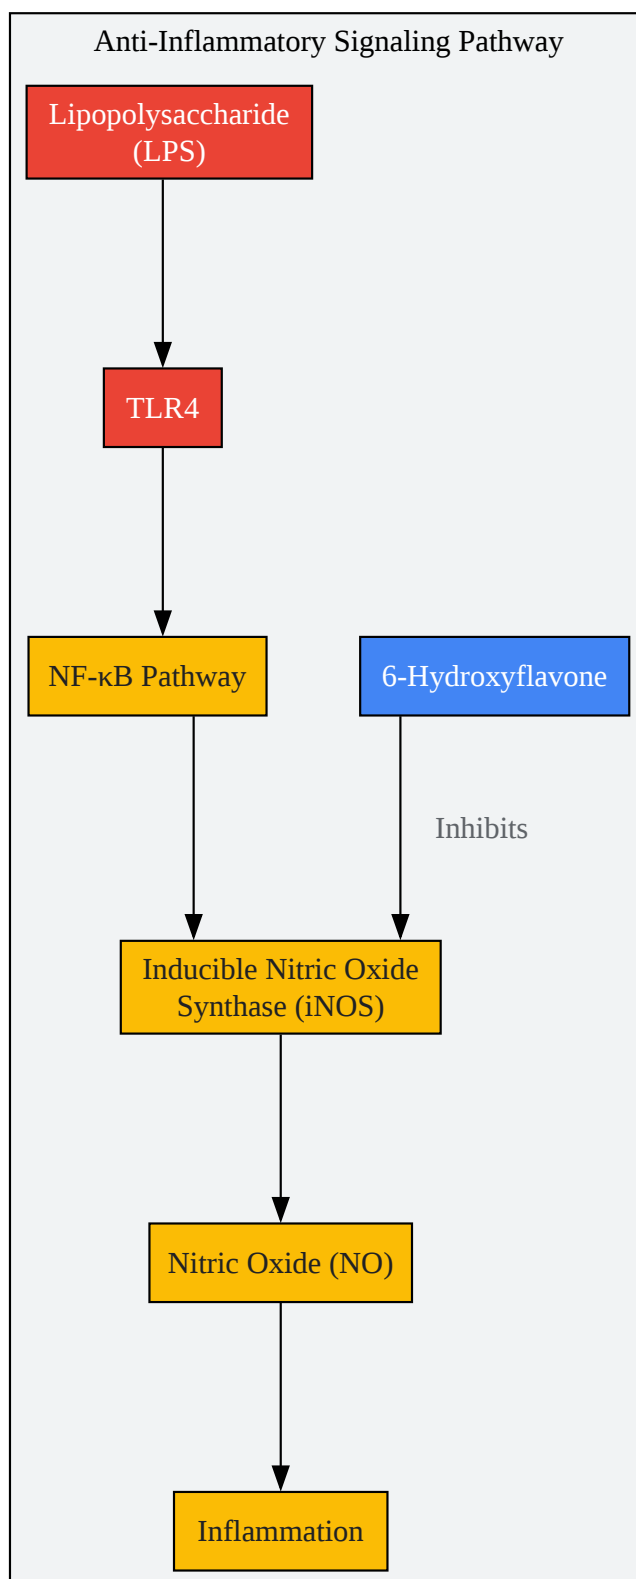 Anti-Inflammatory Signaling Pathway
Lipopolysaccharide
(LPS)
TLR4
NF-κB Pathway
6-Hydroxyflavone
Inhibits
Inducible Nitric Oxide
Synthase (iNOS)
Nitric Oxide (NO)
Inflammation